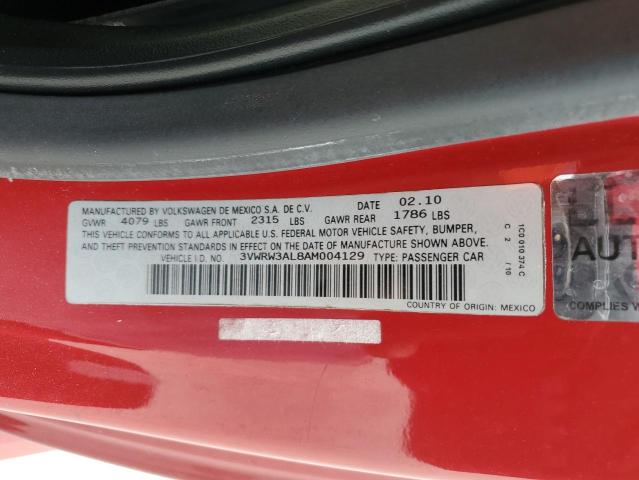 MANUFACTURED BY VOLKSWAGEN DE MEXICO S.A. DE C.V. DATE 02.10
GVWR 4079 LBS GAWR FRONT 2315 LBS GAWR REAR 1786 LBS
THIS VEHICLE CONFORMS TO ALL APPLICABLE U.S. FEDERAL MOTOR VEHICLE SAFETY, BUMPER,
AND THEFT PREVENTION STANDARDS IN EFFECT ON THE DATE OF MANUFACTURE SHOWN ABOVE.
VEHICLE I.D. NO. 3VWRW3AL8AM004129 TYPE: PASSENGER CAR
COUNTRY OF ORIGIN: MEXICO
1C0 010 374 C
C 2 /10
AUT
COMPLIES W